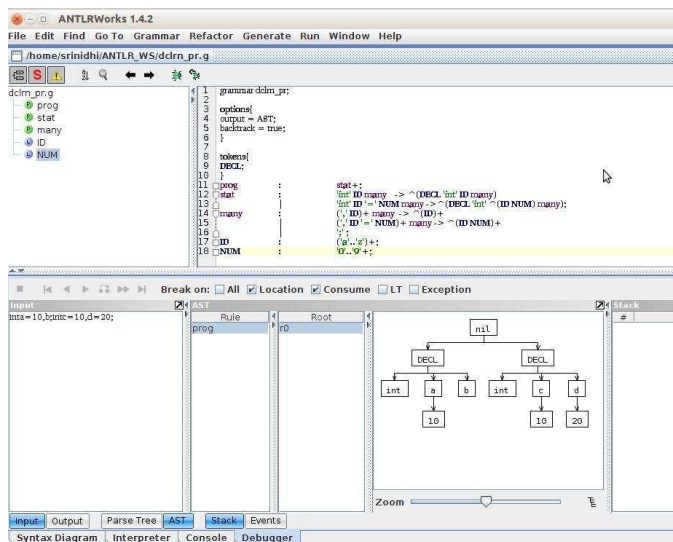 ANTLRWorks 1.4.2
File Edit Find Go To Grammar Refactor Generate Run Window Help
/home/srinidhi/ANTLR_WS/dclrn_pr.g
dclrn_pr.g
prog
stat
many
ID
NUM
1 grammar dclrn_pr;
2
3 options{
4 output = AST;
5 backtrack = true;
6 }
7
8 tokens{
9 DECL;
10 }
11 prog : stat+;
12 stat : 'int' ID many -> ^(DECL 'int' ID many)
13 | 'int' ID '=' NUM many -> ^(DECL 'int' ^(ID NUM) many);
14 many : (',' ID)+ many -> ^(ID)+
15 | (',' ID '=' NUM)+ many -> ^(ID NUM)+
16 | ';' ;
17 ID : ('a'..'z')+;
18 NUM : '0'..'9'+;
Break on: All Location Consume LT Exception
Input AST Stack
inta=10,b;intc=10,d=20;
Rule Root #
prog r0
nil
DECL DECL
int a b int c d
10 10 20
Zoom
Input Output Parse Tree AST Stack Events
Syntax Diagram Interpreter Console Debugger